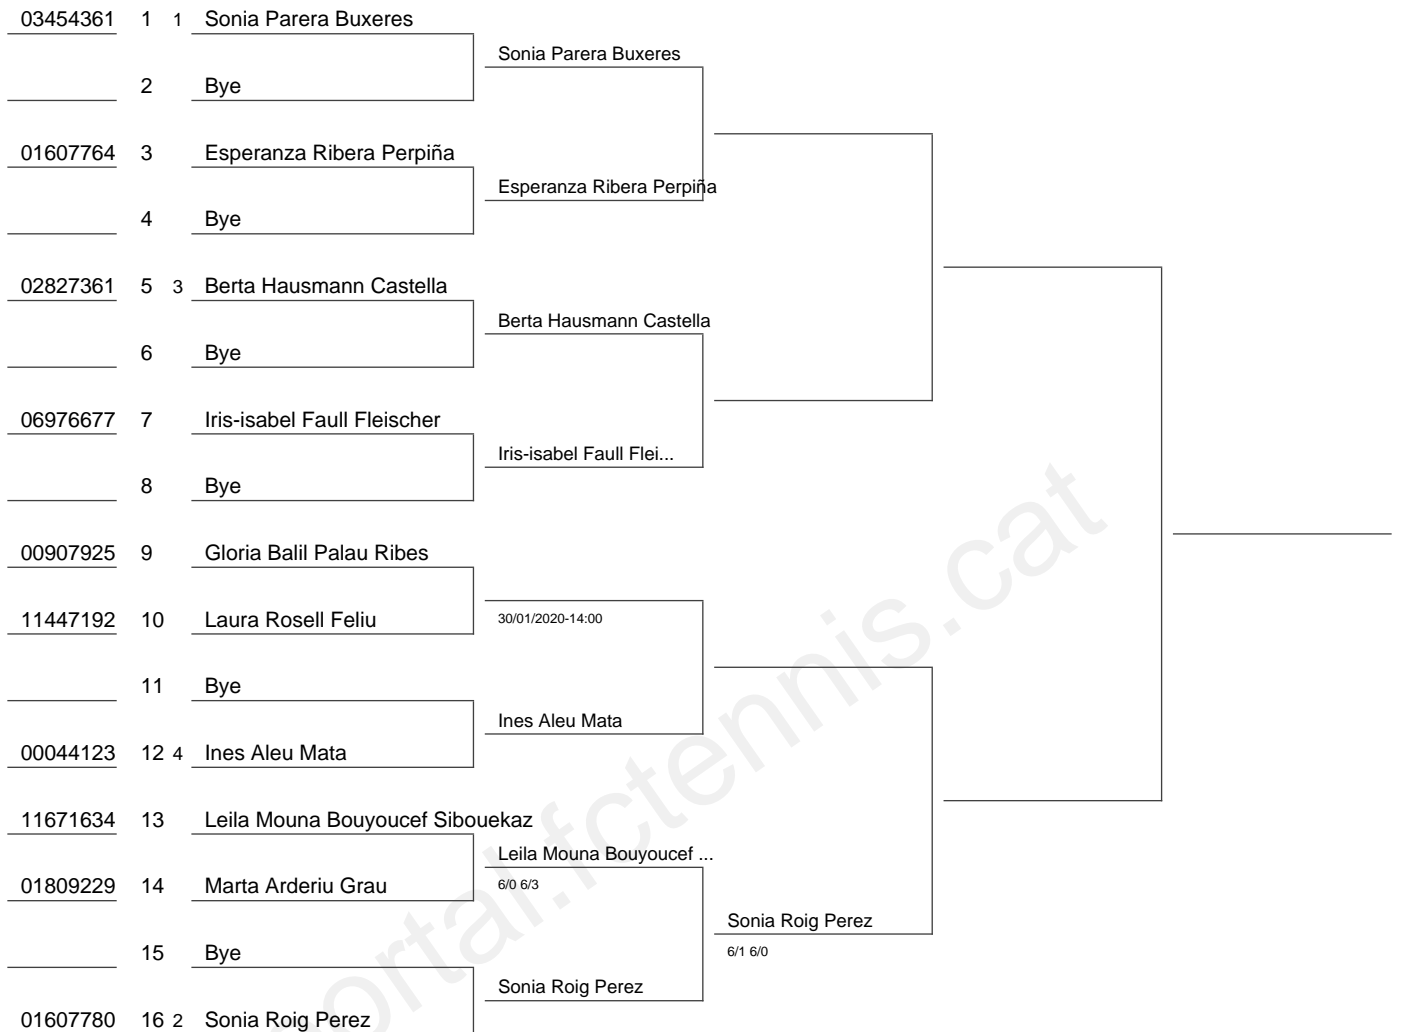 03454361 1 1 Sonia Parera Buxeres
Sonia Parera Buxeres
2 Bye
01607764 3 Esperanza Ribera Perpiña
Esperanza Ribera Perpiña
4 Bye
02827361 5 3 Berta Hausmann Castella
Berta Hausmann Castella
6 Bye
06976677 7 Iris-isabel Faull Fleischer
Iris-isabel Faull Flei...
8 Bye
00907925 9 Gloria Balil Palau Ribes
11447192 10 Laura Rosell Feliu
30/01/2020-14:00
11 Bye
Ines Aleu Mata
00044123 12 4 Ines Aleu Mata
11671634 13 Leila Mouna Bouyoucef Sibouekaz
Leila Mouna Bouyoucef ...
01809229 14 Marta Arderiu Grau
6/0 6/3
Sonia Roig Perez
15 Bye
6/1 6/0
Sonia Roig Perez
01607780 16 2 Sonia Roig Perez
ortal.fctennis.cat